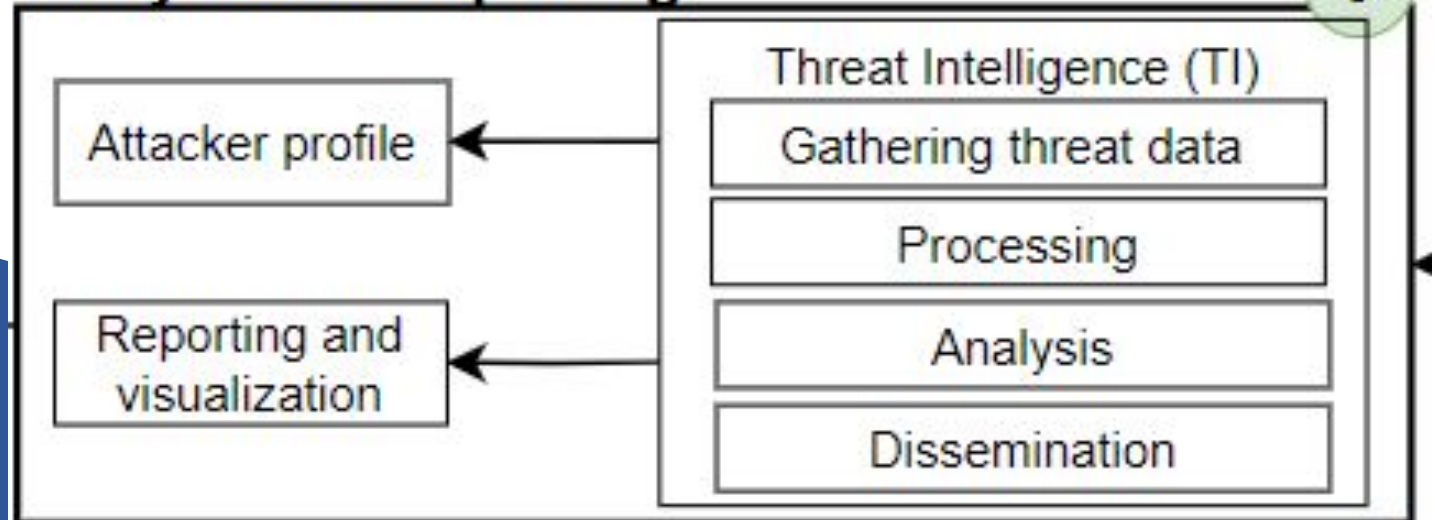 Threat Intelligence (TI)
Attacker profile
Gathering threat data
Processing
Reporting and
visualization
Analysis
Dissemination